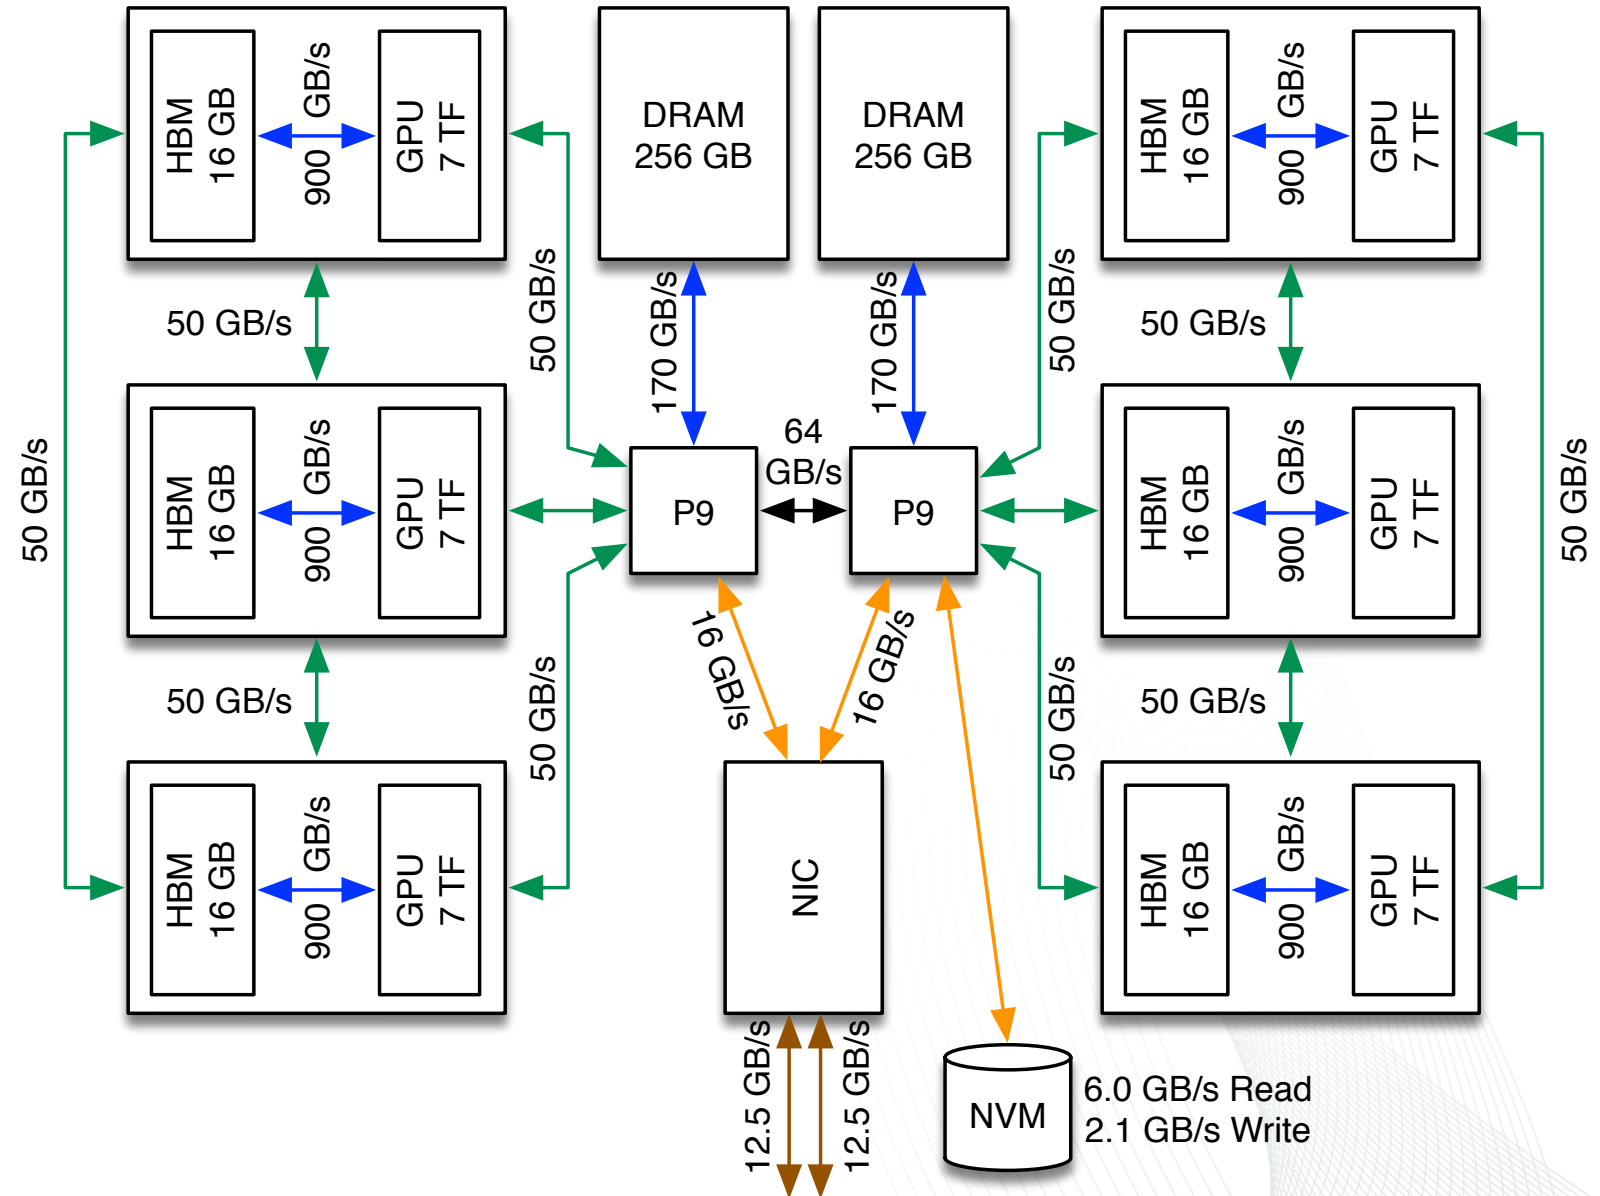 HBM
16 GB
900 GB/s
GPU
7 TF
DRAM
256 GB
DRAM
256 GB
HBM
16 GB
900 GB/s
GPU
7 TF
50 GB/s
50 GB/s
170 GB/s
170 GB/s
50 GB/s
50 GB/s
50 GB/s
HBM
16 GB
900 GB/s
GPU
7 TF
P9
64
GB/s
P9
HBM
16 GB
900 GB/s
GPU
7 TF
50 GB/s
50 GB/s
50 GB/s
16 GB/s
16 GB/s
50 GB/s
50 GB/s
HBM
16 GB
900 GB/s
GPU
7 TF
NIC
HBM
16 GB
900 GB/s
GPU
7 TF
12.5 GB/s
12.5 GB/s
NVM
6.0 GB/s Read
2.1 GB/s Write